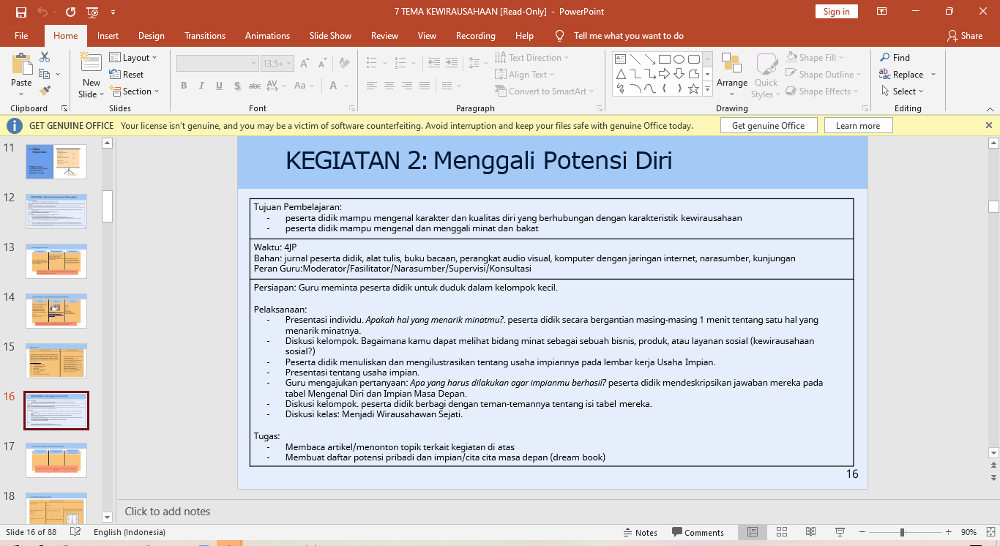 7 TEMA KEWIRAUSAHAAN [Read-Only] - PowerPoint
Sign in
File Home Insert Design Transitions Animations Slide Show Review View Recording Help Tell me what you want to do Share
Paste
Clipboard
New Slide
Layout
Reset
Section
Slides
13,5+
Font
Text Direction
Align Text
Convert to SmartArt
Paragraph
Arrange
Quick Styles
Shape Fill
Shape Outline
Shape Effects
Drawing
Find
Replace
Select
Editing
GET GENUINE OFFICE Your license isn't genuine, and you may be a victim of software counterfeiting. Avoid interruption and keep your files safe with genuine Office today. Get genuine Office Learn more
11
12
13
14
15
16
17
18
KEGIATAN 2: Menggali Potensi Diri
Tujuan Pembelajaran:
- peserta didik mampu mengenal karakter dan kualitas diri yang berhubungan dengan karakteristik kewirausahaan
- peserta didik mampu mengenal dan menggali minat dan bakat
Waktu: 4JP
Bahan: jurnal peserta didik, alat tulis, buku bacaan, perangkat audio visual, komputer dengan jaringan internet, narasumber, kunjungan
Peran Guru:Moderator/Fasilitator/Narasumber/Supervisi/Konsultasi
Persiapan: Guru meminta peserta didik untuk duduk dalam kelompok kecil.
Pelaksanaan:
- Presentasi individu. Apakah hal yang menarik minatmu?. peserta didik secara bergantian masing-masing 1 menit tentang satu hal yang
menarik minatnya.
- Diskusi kelompok. Bagaimana kamu dapat melihat bidang minat sebagai sebuah bisnis, produk, atau layanan sosial (kewirausahaan
sosial?)
- Peserta didik menuliskan dan mengilustrasikan tentang usaha impiannya pada lembar kerja Usaha Impian.
- Presentasi tentang usaha impian.
- Guru mengajukan pertanyaan: Apa yang harus dilakukan agar impianmu berhasil? peserta didik mendeskripsikan jawaban mereka pada
tabel Mengenal Diri dan Impian Masa Depan.
- Diskusi kelompok. peserta didik berbagi dengan teman-temannya tentang isi tabel mereka.
- Diskusi kelas: Menjadi Wirausahawan Sejati.
Tugas:
- Membaca artikel/menonton topik terkait kegiatan di atas
- Membuat daftar potensi pribadi dan impian/cita cita masa depan (dream book)
16
Click to add notes
Slide 16 of 88 English (Indonesia) Notes Comments 90%